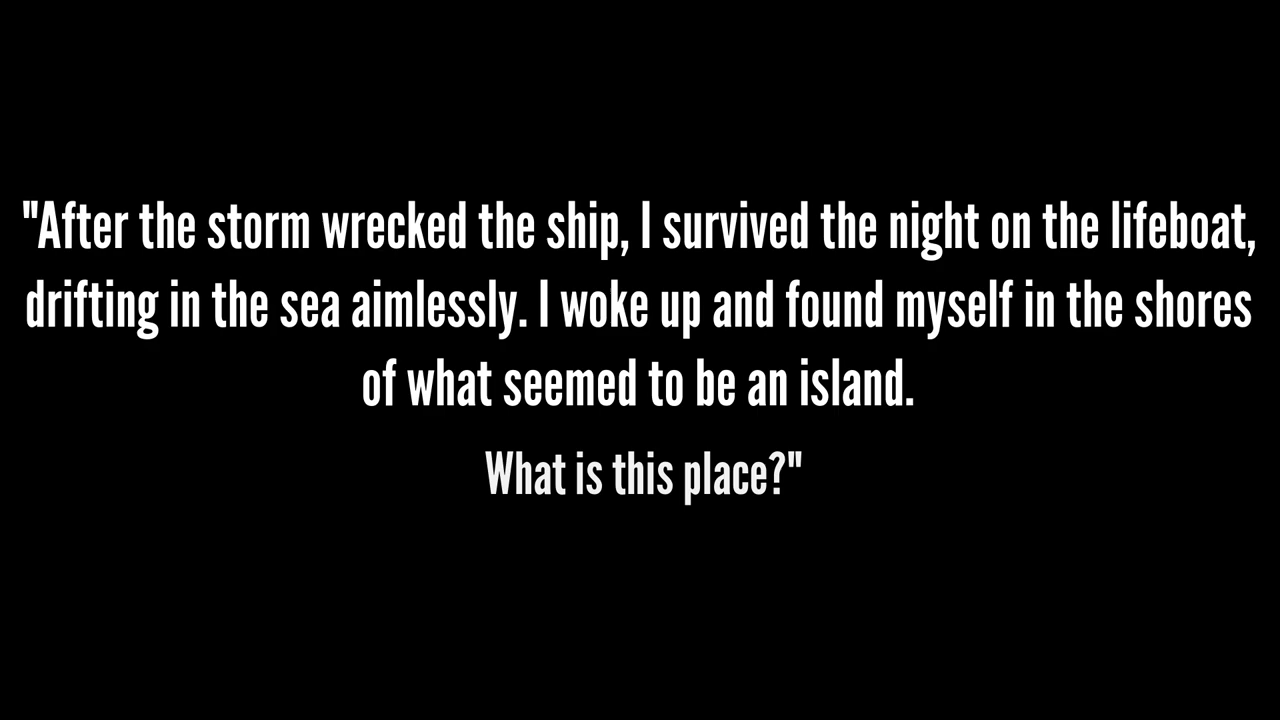 "After the storm wrecked the ship, I survived the night on the lifeboat,
drifting in the sea aimlessly. I woke up and found myself in the shores
of what seemed to be an island.
What is this place?"